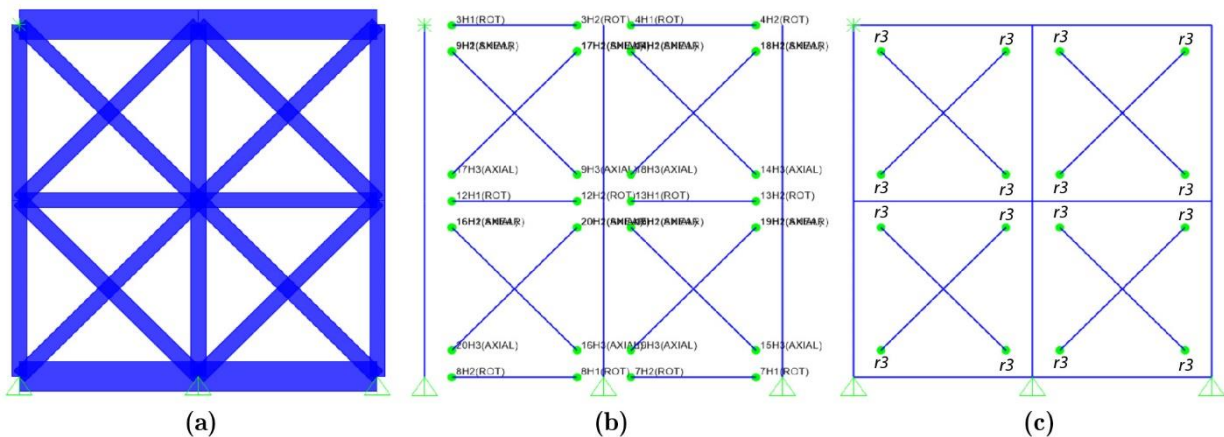 3H1(ROT) 3H2(ROT) 4H1(ROT) 4H2(ROT)
17H3(AXIAL) 9H3(AXIAL) 18H3(AXIAL) 14H3(AXIAL)
12H1(ROT) 12H2(ROT) 13H1(ROT) 13H2(ROT)
20H3(AXIAL) 16H3(AXIAL) 15H3(AXIAL)
8H2(ROT) 8H1(ROT) 7H2(ROT) 7H1(ROT)
r3 r3 r3 r3
r3 r3 r3 r3
r3 r3 r3 r3
r3 r3 r3 r3
(a) (b) (c)